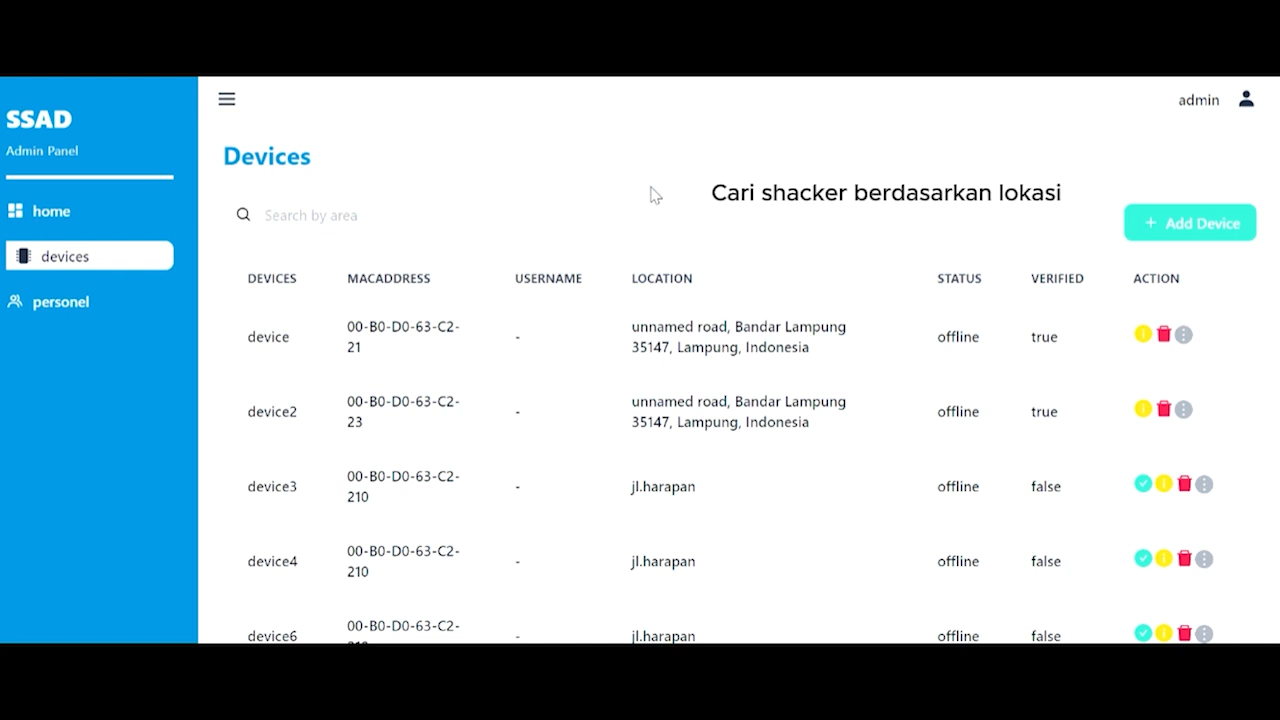 SSAD
Admin Panel
home
devices
personel
admin
Devices
Cari shacker berdasarkan lokasi
Search by area
+ Add Device
DEVICES MACADDRESS USERNAME LOCATION STATUS VERIFIED ACTION
device 00-B0-D0-63-C2- - unnamed road, Bandar Lampung offline true
21 35147, Lampung, Indonesia
device2 00-B0-D0-63-C2- - unnamed road, Bandar Lampung offline true
23 35147, Lampung, Indonesia
device3 00-B0-D0-63-C2- - jl.harapan offline false
210
device4 00-B0-D0-63-C2- - jl.harapan offline false
210
device6 00-B0-D0-63-C2- - jl.harapan offline false